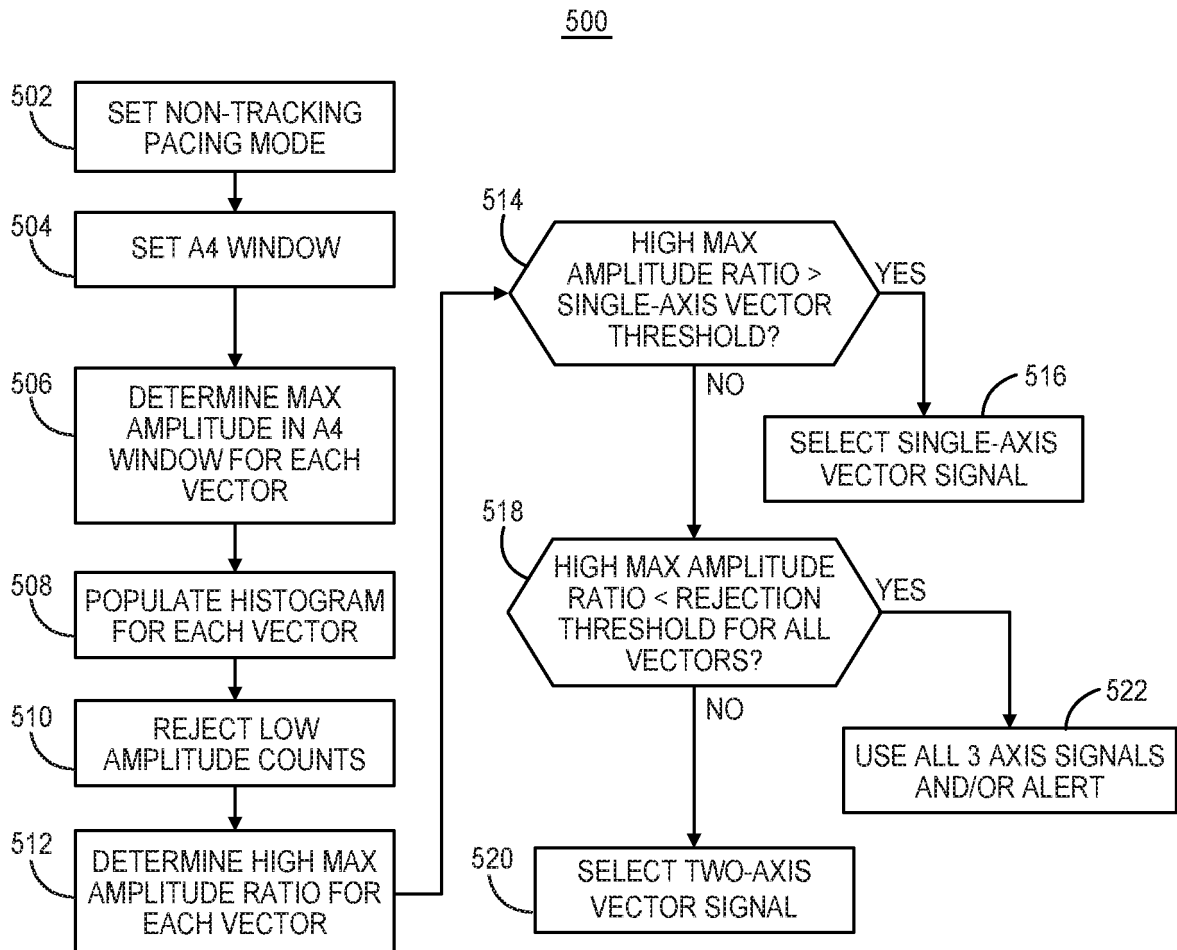 500
502
SET NON-TRACKING
PACING MODE
504
SET A4 WINDOW
506
DETERMINE MAX
AMPLITUDE IN A4
WINDOW FOR EACH
VECTOR
508
POPULATE HISTOGRAM
FOR EACH VECTOR
510
REJECT LOW
AMPLITUDE COUNTS
512
DETERMINE HIGH MAX
AMPLITUDE RATIO FOR
EACH VECTOR
514
HIGH MAX
AMPLITUDE RATIO >
SINGLE-AXIS VECTOR
THRESHOLD?
YES
NO
516
SELECT SINGLE-AXIS
VECTOR SIGNAL
518
HIGH MAX AMPLITUDE
RATIO < REJECTION
THRESHOLD FOR ALL
VECTORS?
YES
NO
522
USE ALL 3 AXIS SIGNALS
AND/OR ALERT
520
SELECT TWO-AXIS
VECTOR SIGNAL